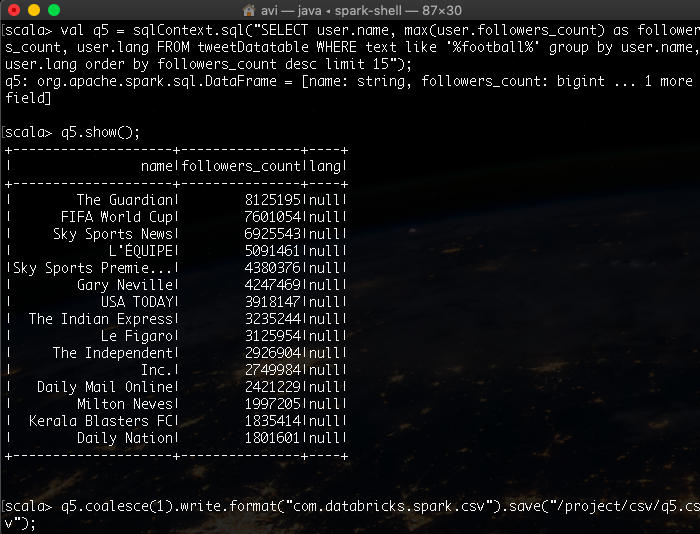 avi — java ◂ spark-shell — 87×30
[scala> val q5 = sqlContext.sql("SELECT user.name, max(user.followers_count) as follower
s_count, user.lang FROM tweetDatatable WHERE text like '%football%' group by user.name,
user.lang order by followers_count desc limit 15");
q5: org.apache.spark.sql.DataFrame = [name: string, followers_count: bigint ... 1 more
field]
[scala> q5.show();
+--------------------+---------------+----+
|                name|followers_count|lang|
+--------------------+---------------+----+
|        The Guardian|        8125195|null|
|      FIFA World Cup|        7601054|null|
|     Sky Sports News|        6925543|null|
|            L'ÉQUIPE|        5091461|null|
|Sky Sports Premie...|        4380376|null|
|        Gary Neville|        4247469|null|
|           USA TODAY|        3918147|null|
|  The Indian Express|        3235244|null|
|           Le Figaro|        3125954|null|
|     The Independent|        2926904|null|
|                Inc.|        2749984|null|
|   Daily Mail Online|        2421229|null|
|        Milton Neves|        1997205|null|
|  Kerala Blasters FC|        1835414|null|
|        Daily Nation|        1801601|null|
+--------------------+---------------+----+
[scala> q5.coalesce(1).write.format("com.databricks.spark.csv").save("/project/csv/q5.cs
v");